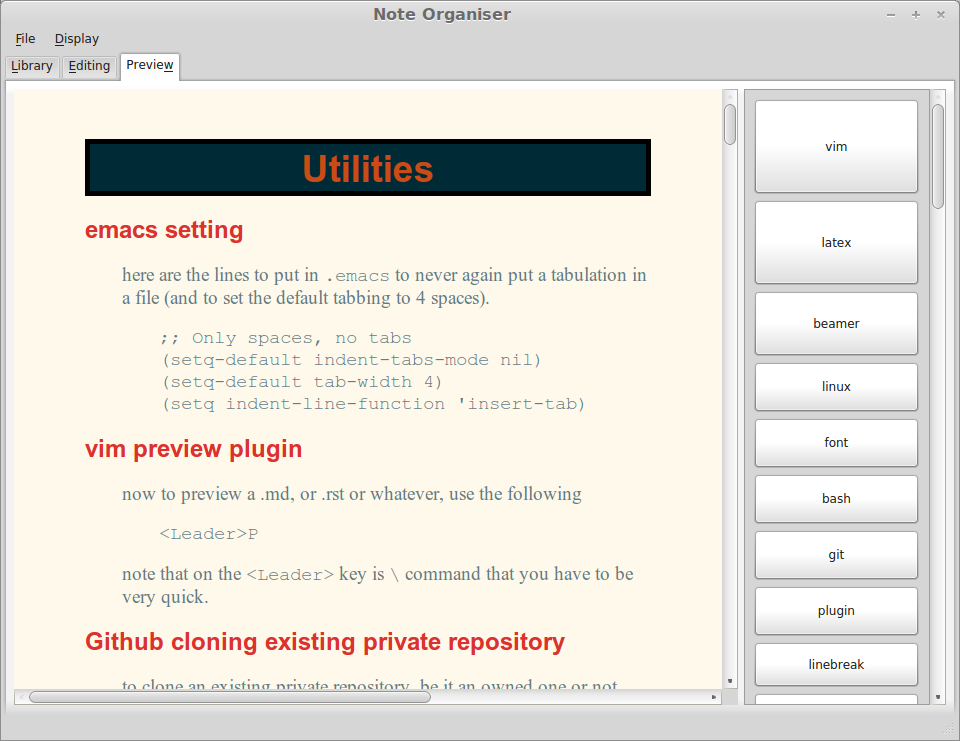 Note Organiser
File Display
Library Editing Preview
Utilities
emacs setting
here are the lines to put in .emacs to never again put a tabulation in
a file (and to set the default tabbing to 4 spaces).
;; Only spaces, no tabs
(setq-default indent-tabs-mode nil)
(setq-default tab-width 4)
(setq indent-line-function 'insert-tab)
vim preview plugin
now to preview a .md, or .rst or whatever, use the following
<Leader>P
note that on the <Leader> key is \ command that you have to be
very quick.
Github cloning existing private repository
to clone an existing private repository, be it an owned one or not,
vim
latex
beamer
linux
font
bash
git
plugin
linebreak